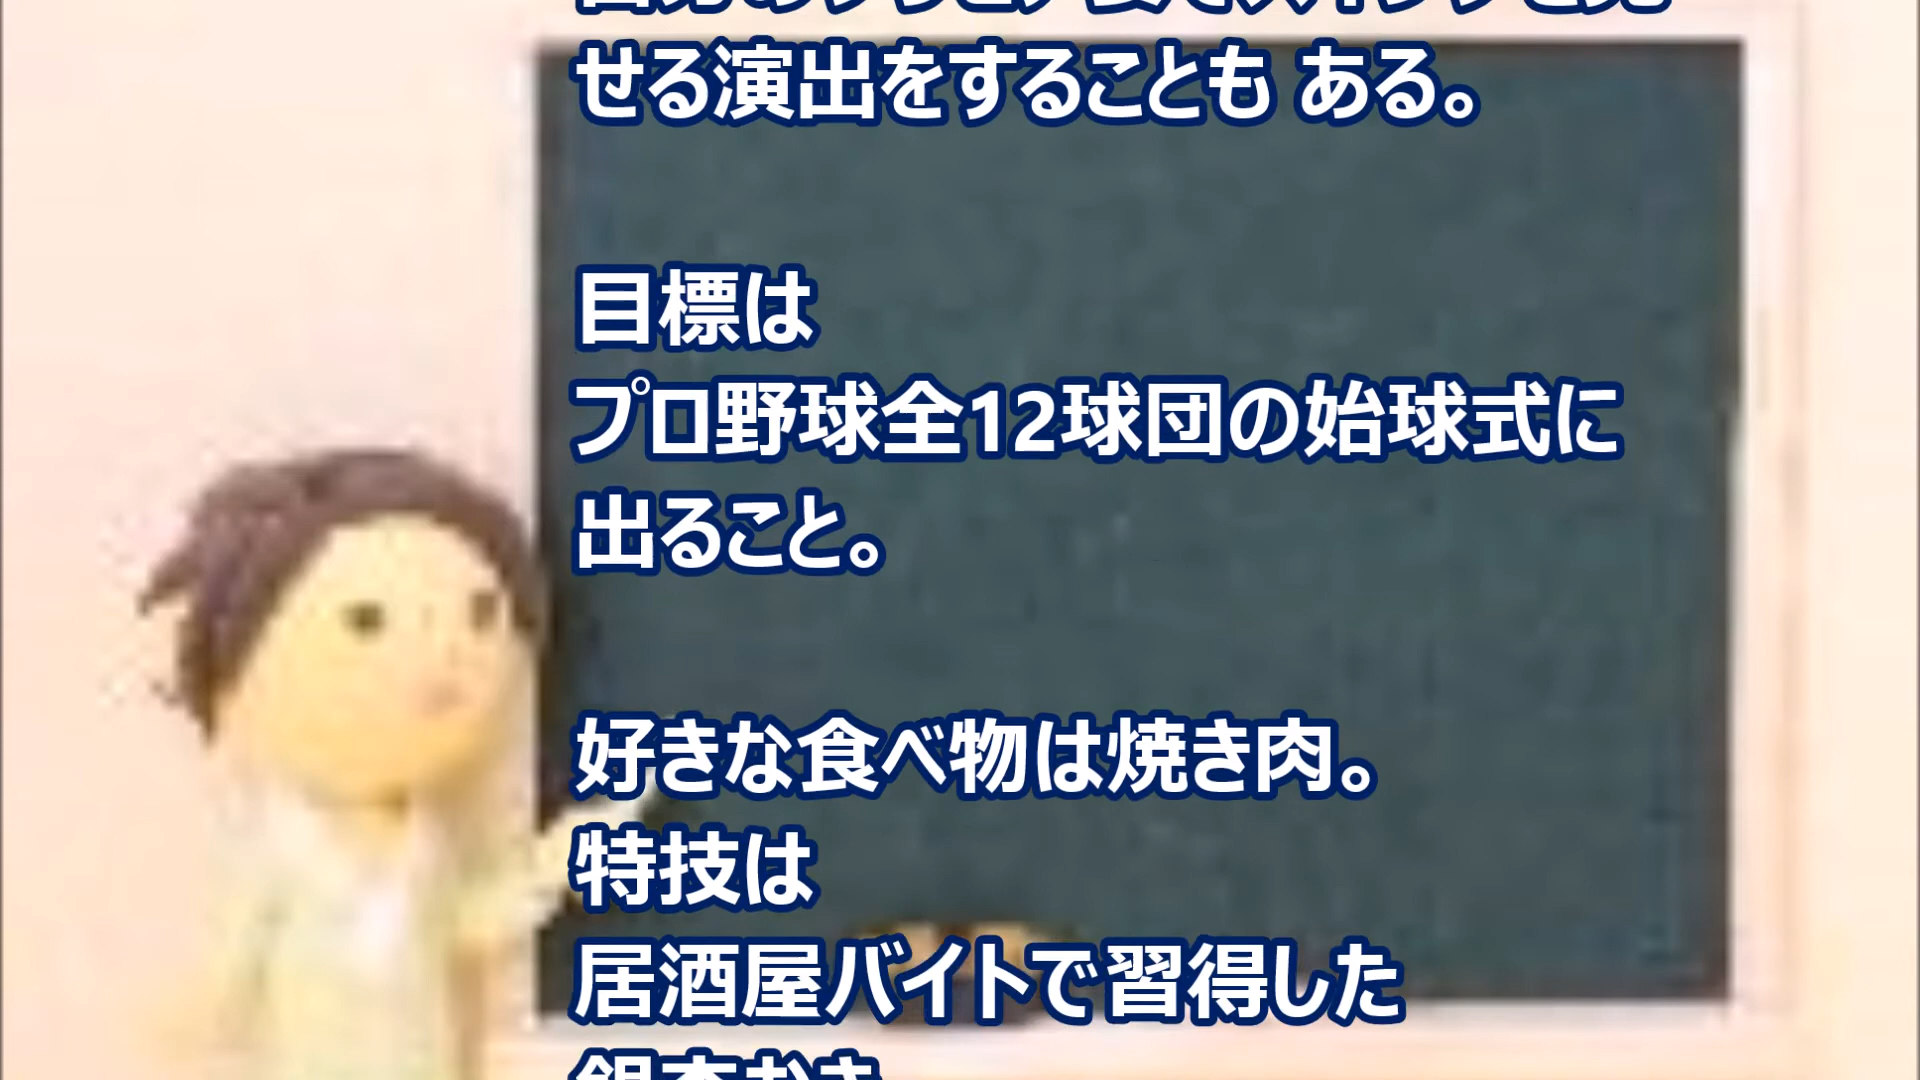 せる演出をすることも ある。
目標は
プロ野球全12球団の始球式に
出ること。
好きな食べ物は焼き肉。
特技は
居酒屋バイトで習得した